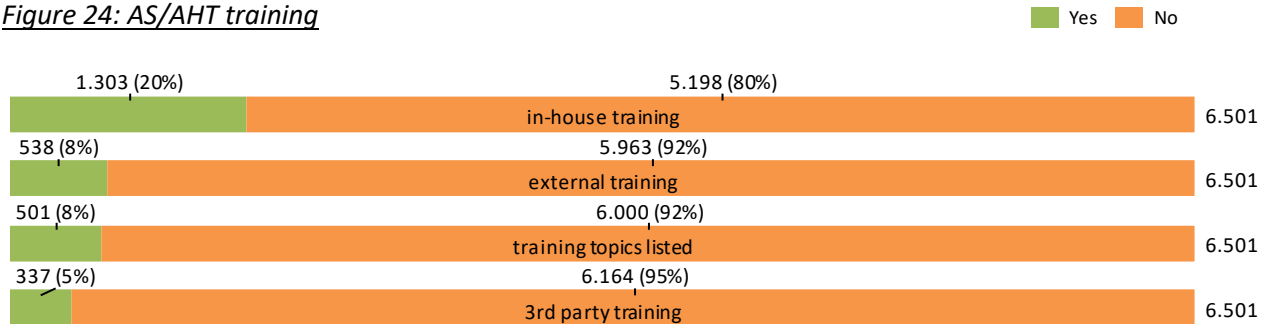 Figure 24: AS/AHT training
Yes No
1.303 (20%) 5.198 (80%)
in-house training 6.501
538 (8%) 5.963 (92%)
external training 6.501
501 (8%) 6.000 (92%)
training topics listed 6.501
337 (5%) 6.164 (95%)
3rd party training 6.501